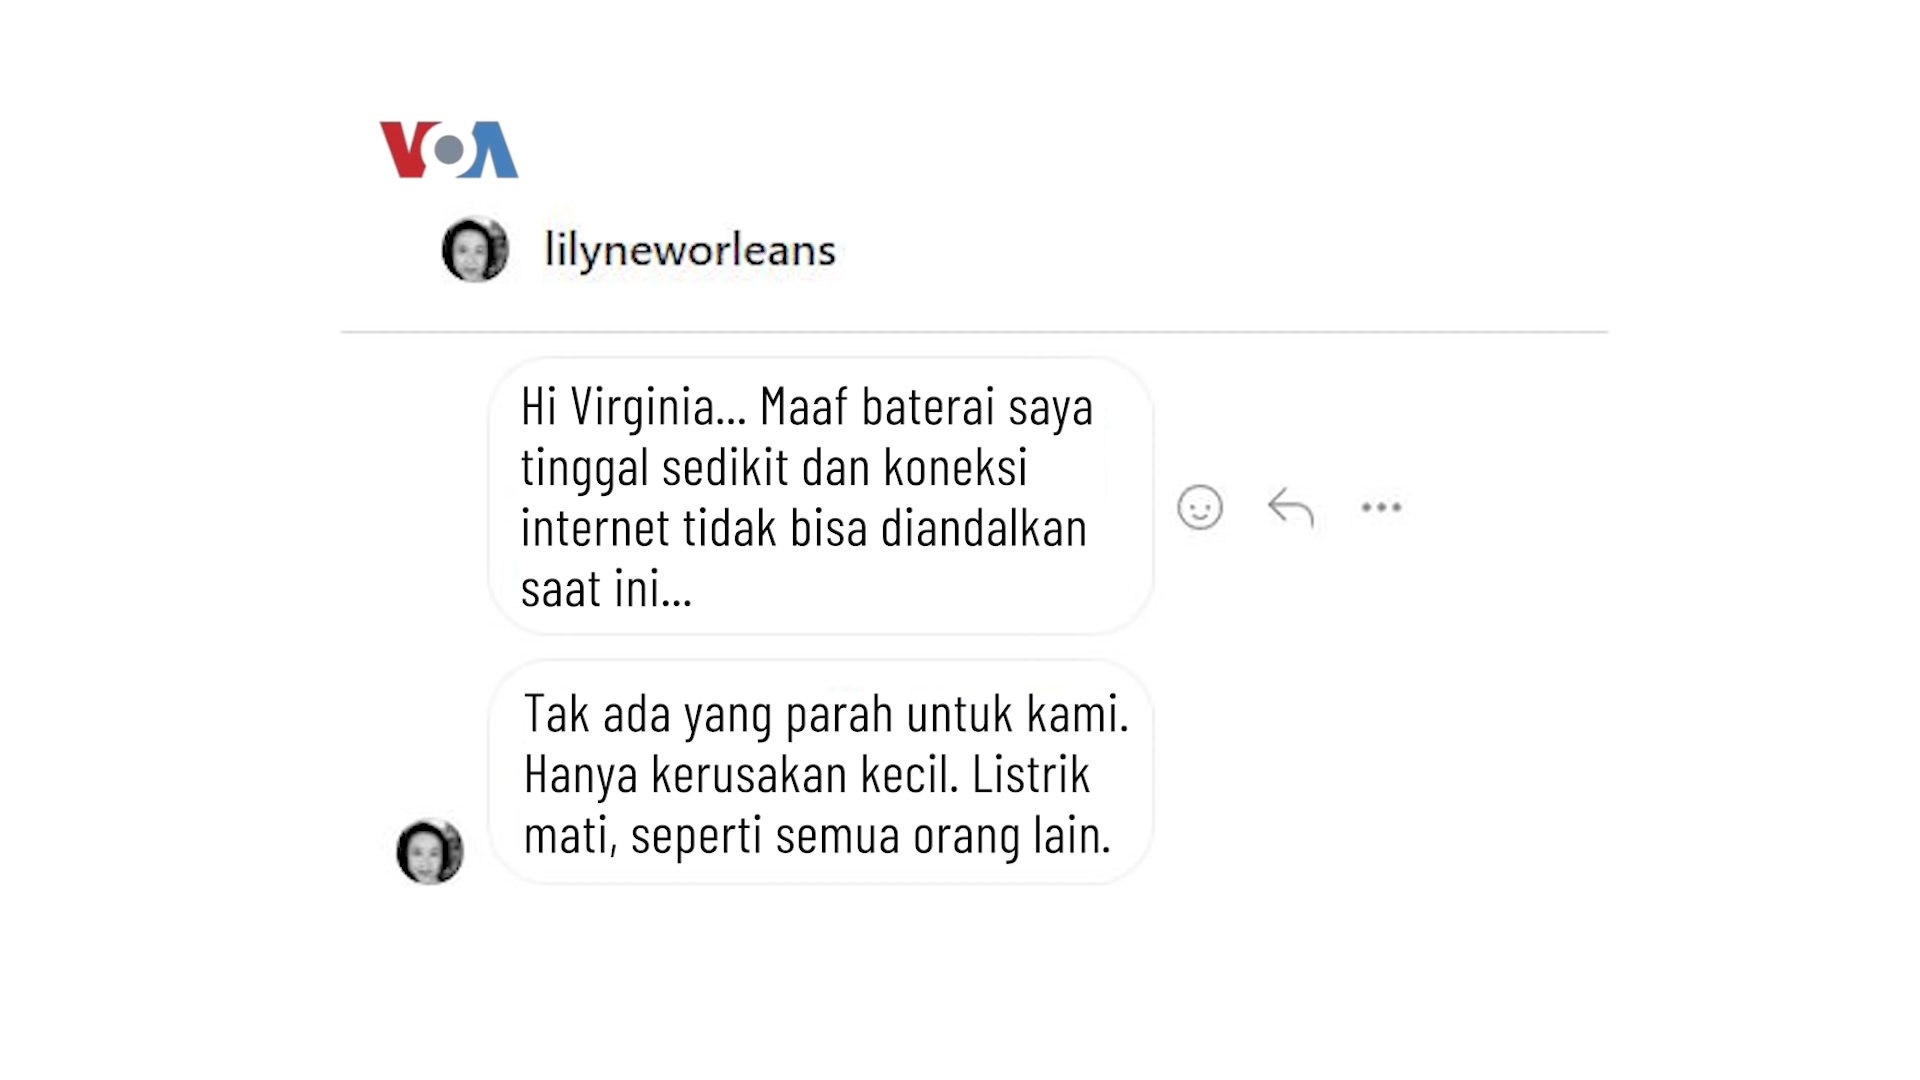 VOA
lilyneworleans
Hi Virginia... Maaf baterai saya
tinggal sedikit dan koneksi
internet tidak bisa diandalkan
saat ini...
Tak ada yang parah untuk kami.
Hanya kerusakan kecil. Listrik
mati, seperti semua orang lain.